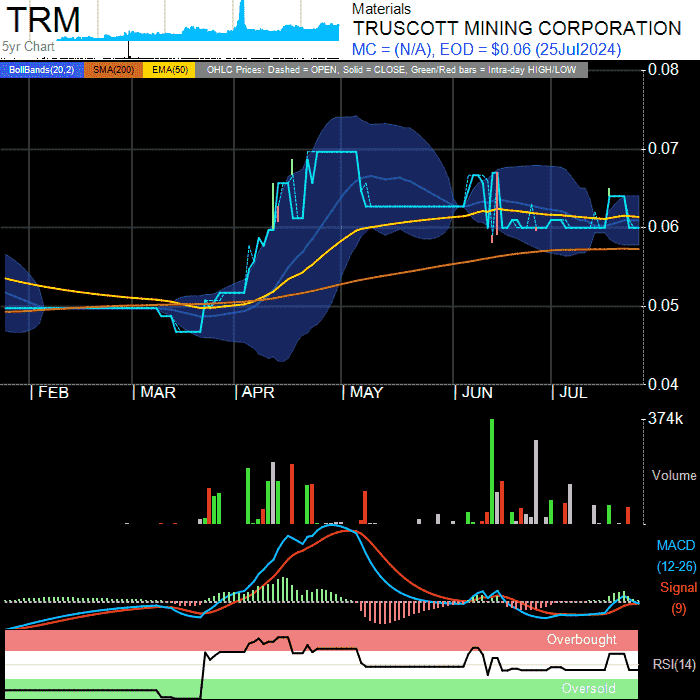 TRM
5yr Chart
Materials
TRUSCOTT MINING CORPORATION
MC = (N/A), EOD = $0.06 (25Jul2024)
BollBands(20,2) SMA(200) EMA(50) OHLC Prices: Dashed = OPEN, Solid = CLOSE, Green/Red bars = Intra-day HIGH/LOW
0.08
0.07
0.06
0.05
0.04
FEB MAR APR MAY JUN JUL
374k
Volume
MACD
(12-26)
Signal
(9)
Overbought
RSI(14)
Oversold